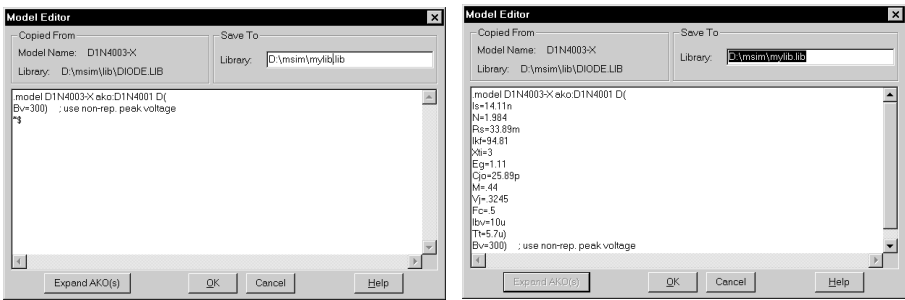 Model Editor
Copied From
Model Name: D1N4003-X
Library: D:\msim\lib\DIODE.LIB
Save To
Library: D:\msim\mylib.lib
.model D1N4003-X ako:D1N4001 D(
Bv=300) ; use non-rep. peak voltage
*$
Expand AKO(s)
OK
Cancel
Help
Model Editor
Copied From
Model Name: D1N4003-X
Library: D:\msim\lib\DIODE.LIB
Save To
Library: D:\msim\mylib.lib
.model D1N4003-X ako:D1N4001 D(
Is=14.11n
N=1.984
Rs=33.89m
Ikf=94.81
Xti=3
Eg=1.11
Cjo=25.89p
M=.44
Vj=.3245
Fc=.5
Ibv=10u
Tt=5.7u)
Bv=300) ; use non-rep. peak voltage
Expand AKO(s)
OK
Cancel
Help